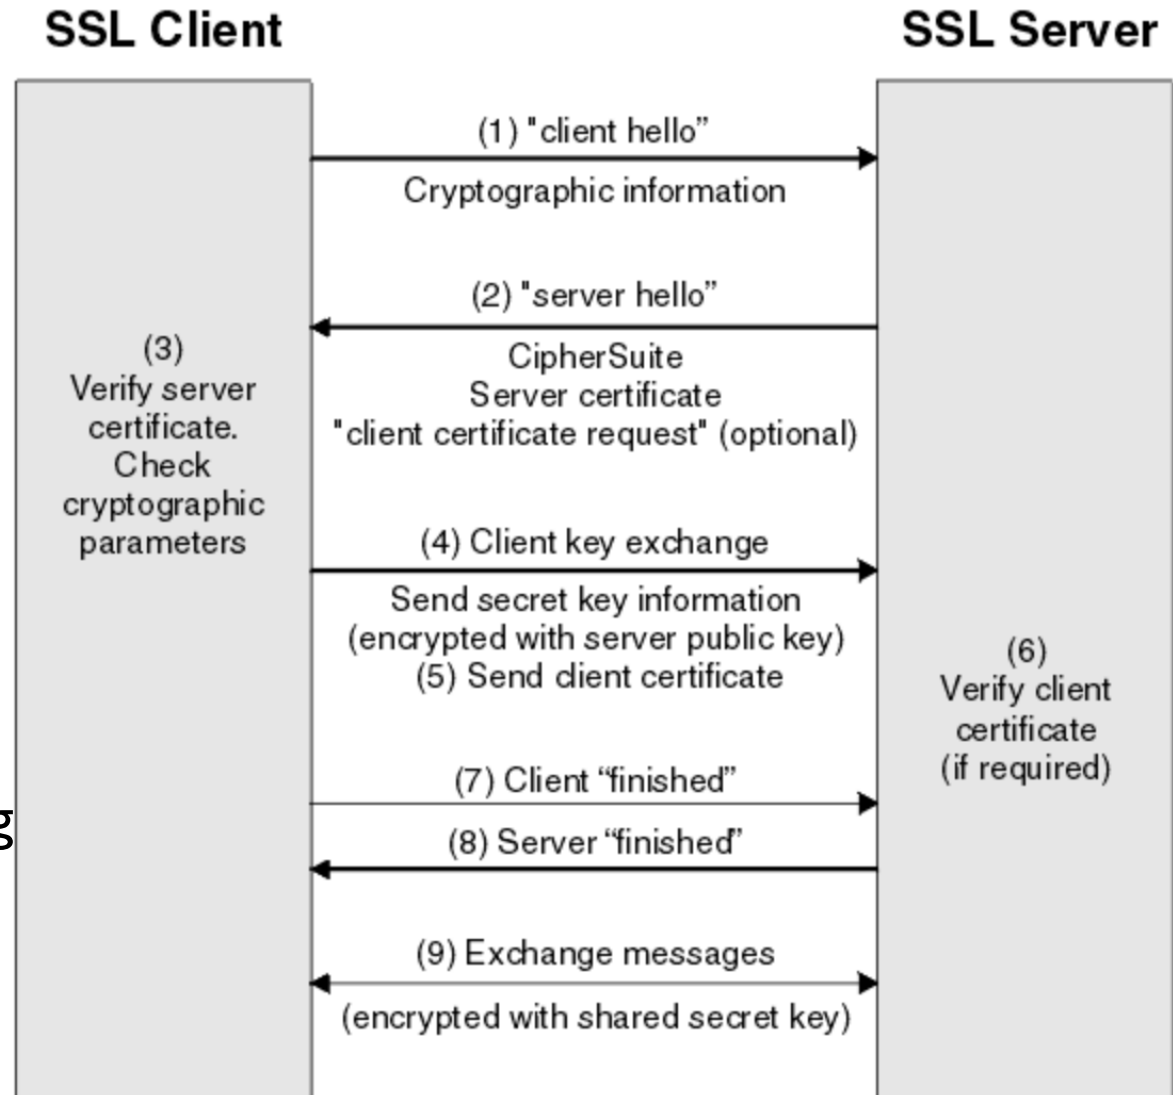 SSL Client
SSL Server
(1) "client hello”
Cryptographic information
(2) "server hello”
CipherSuite
Server certificate
"client certificate request" (optional)
(3)
Verify server
certificate.
Check
cryptographic
parameters
(4) Client key exchange
Send secret key information
(encrypted with server public key)
(5) Send client certificate
(6)
Verify client
certificate
(if required)
(7) Client “finished”
g
(8) Server “finished”
(9) Exchange messages
(encrypted with shared secret key)